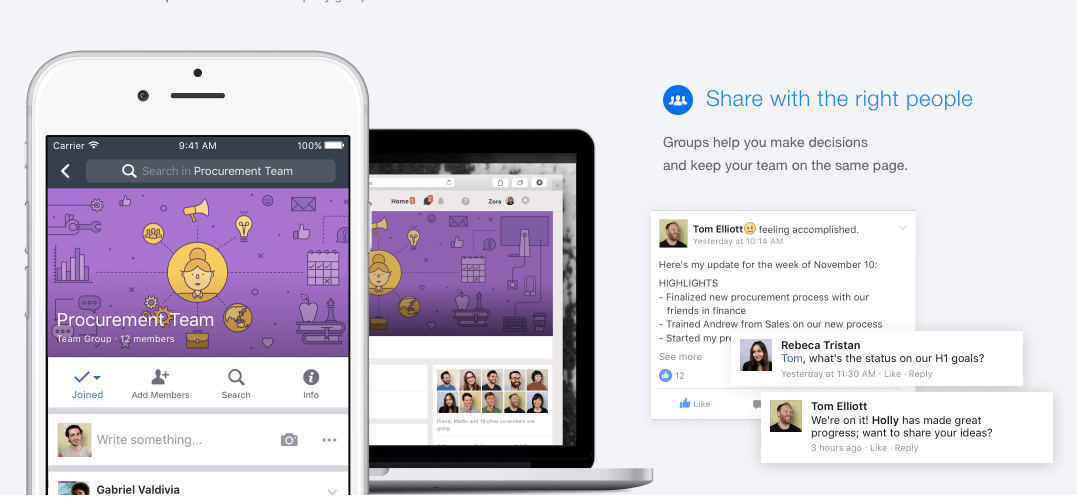 Carrier 9:41 AM 100%
Search in Procurement Team
Procurement Team
Team Group · 12 members
Joined
Add Members
Search
Info
Write something...
Gabriel Valdivia
Home
Zora
Pierre, Martin and 19 other co-workers are
going
Share with the right people
Groups help you make decisions
and keep your team on the same page.
Tom Elliott feeling accomplished.
Yesterday at 10:14 AM
Here's my update for the week of November 10:
HIGHLIGHTS
- Finalized new procurement process with our
friends in finance
- Trained Andrew from Sales on our new process
- Started my pr
See more
12
Like
Rebeca Tristan
Tom, what's the status on our H1 goals?
Yesterday at 11:30 AM · Like · Reply
Tom Elliott
We're on it! Holly has made great
progress; want to share your ideas?
3 hours ago · Like · Reply